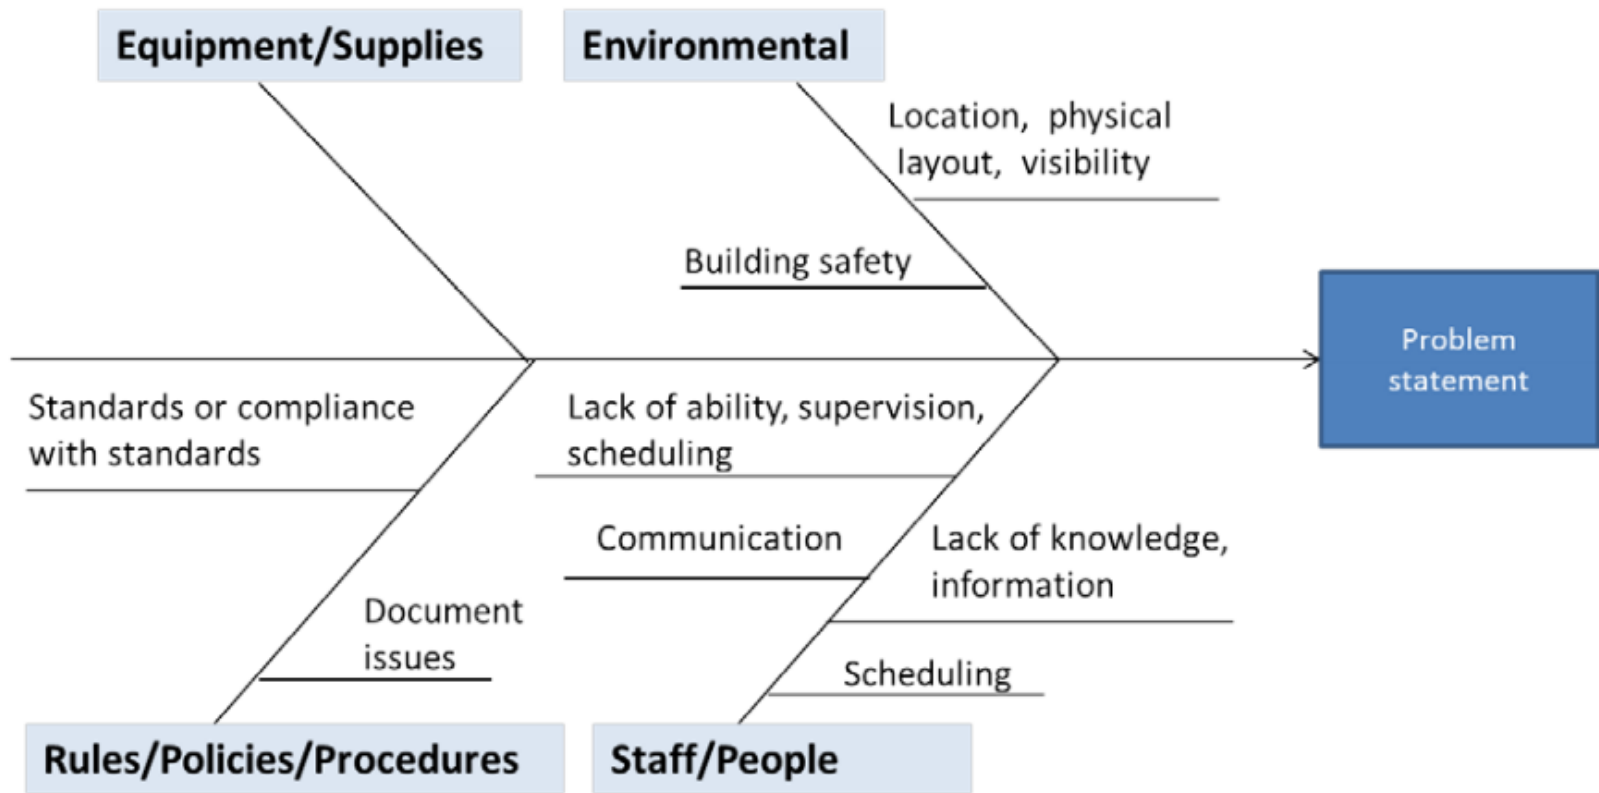 Equipment/Supplies
Environmental
Location, physical
layout, visibility
Building safety
Problem
statement
Standards or compliance
with standards
Lack of ability, supervision,
scheduling
Communication
Lack of knowledge,
information
Document
issues
Scheduling
Rules/Policies/Procedures
Staff/People